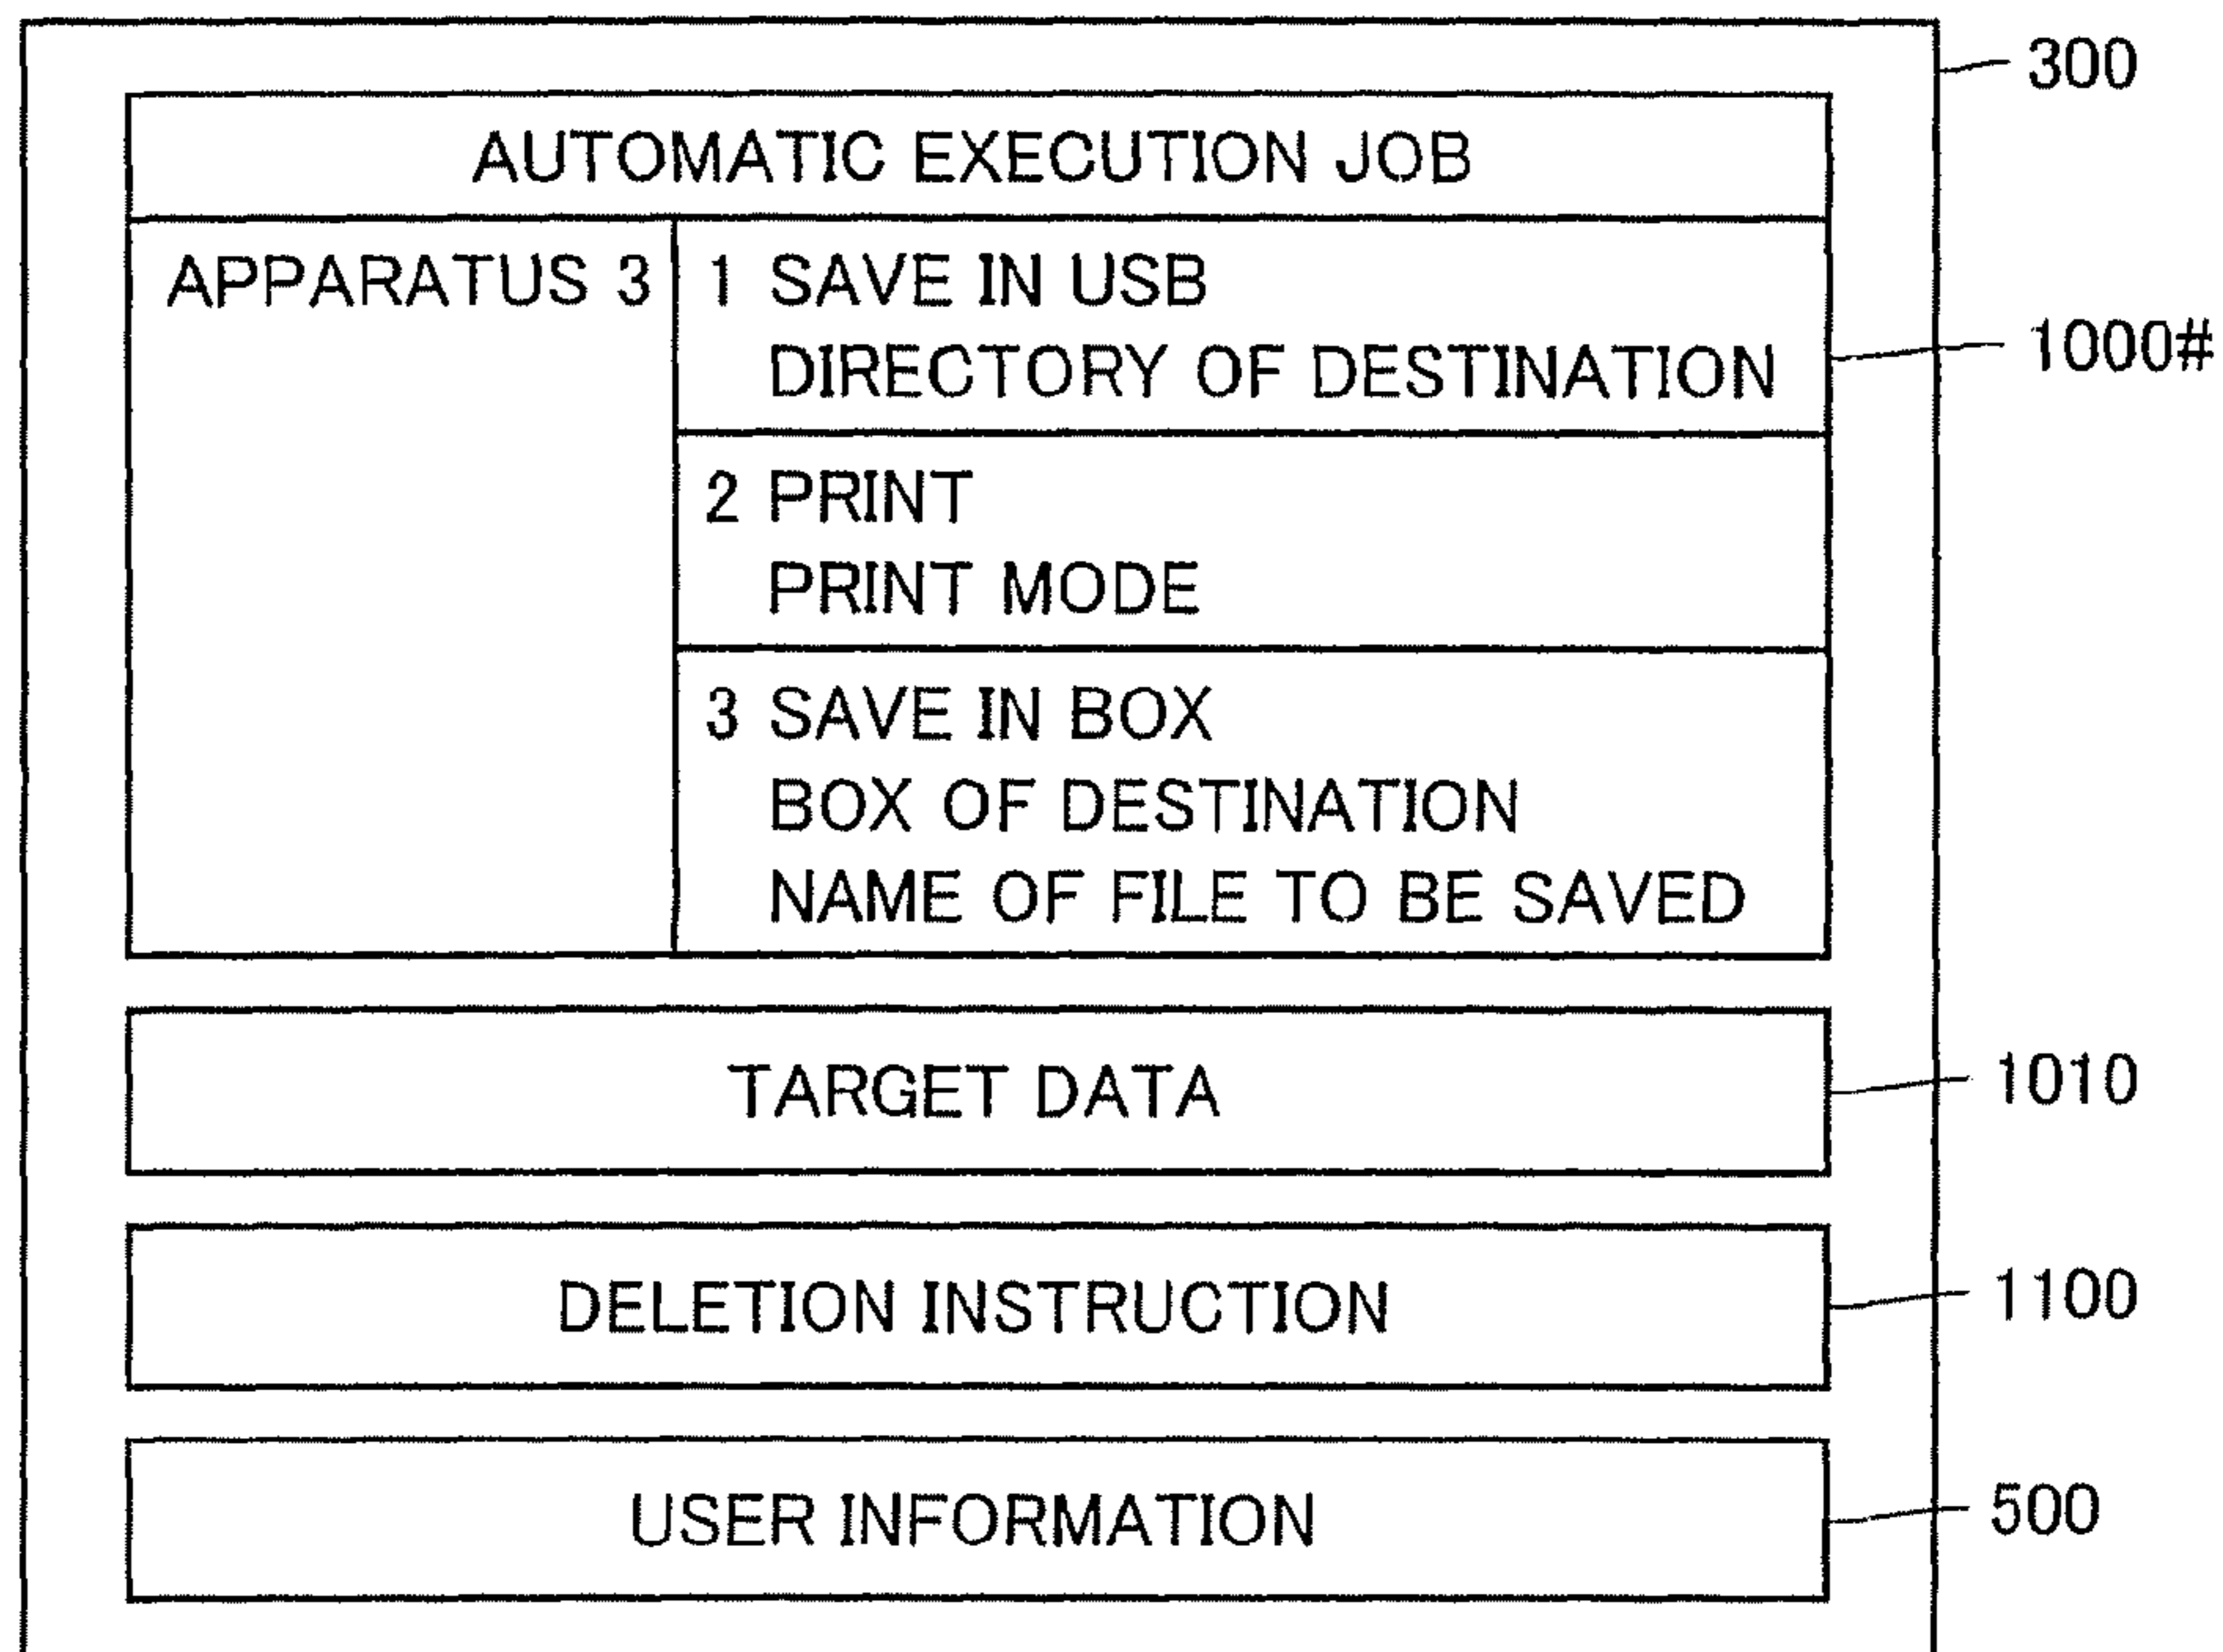 300
AUTOMATIC EXECUTION JOB
APPARATUS 3
1 SAVE IN USB
DIRECTORY OF DESTINATION
1000#
2 PRINT
PRINT MODE
3 SAVE IN BOX
BOX OF DESTINATION
NAME OF FILE TO BE SAVED
TARGET DATA
1010
DELETION INSTRUCTION
1100
USER INFORMATION
500